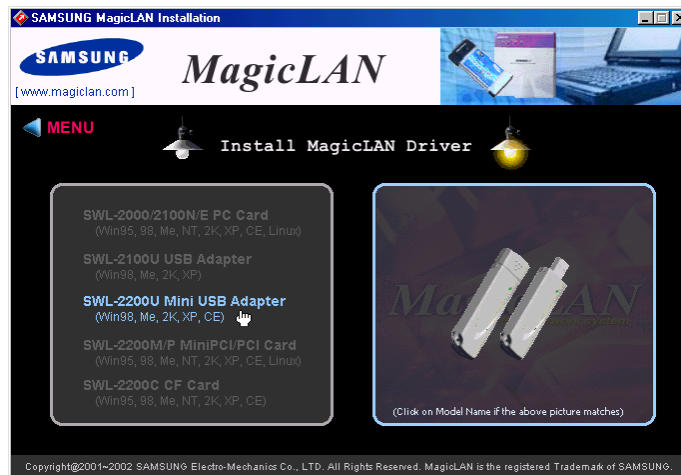 SAMSUNG MagicLAN Installation
SAMSUNG
MagicLAN
[ www.magiclan.com ]
MENU
Install MagicLAN Driver
SWL-2000/2100N/E PC Card
(Win95, 98, Me, NT, 2K, XP, CE, Linux)
SWL-2100U USB Adapter
(Win98, Me, 2K, XP)
SWL-2200U Mini USB Adapter
(Win98, Me, 2K, XP, CE)
SWL-2200M/P MiniPCI/PCI Card
(Win95, 98, Me, NT, 2K, XP, CE, Linux)
SWL-2200C CF Card
(Win95, 98, Me, NT, 2K, XP, CE)
(Click on Model Name if the above picture matches)
Copyright@2001~2002 SAMSUNG Electro-Mechanics Co., LTD. All Rights Reserved. MagicLAN is the registered Trademark of SAMSUNG.